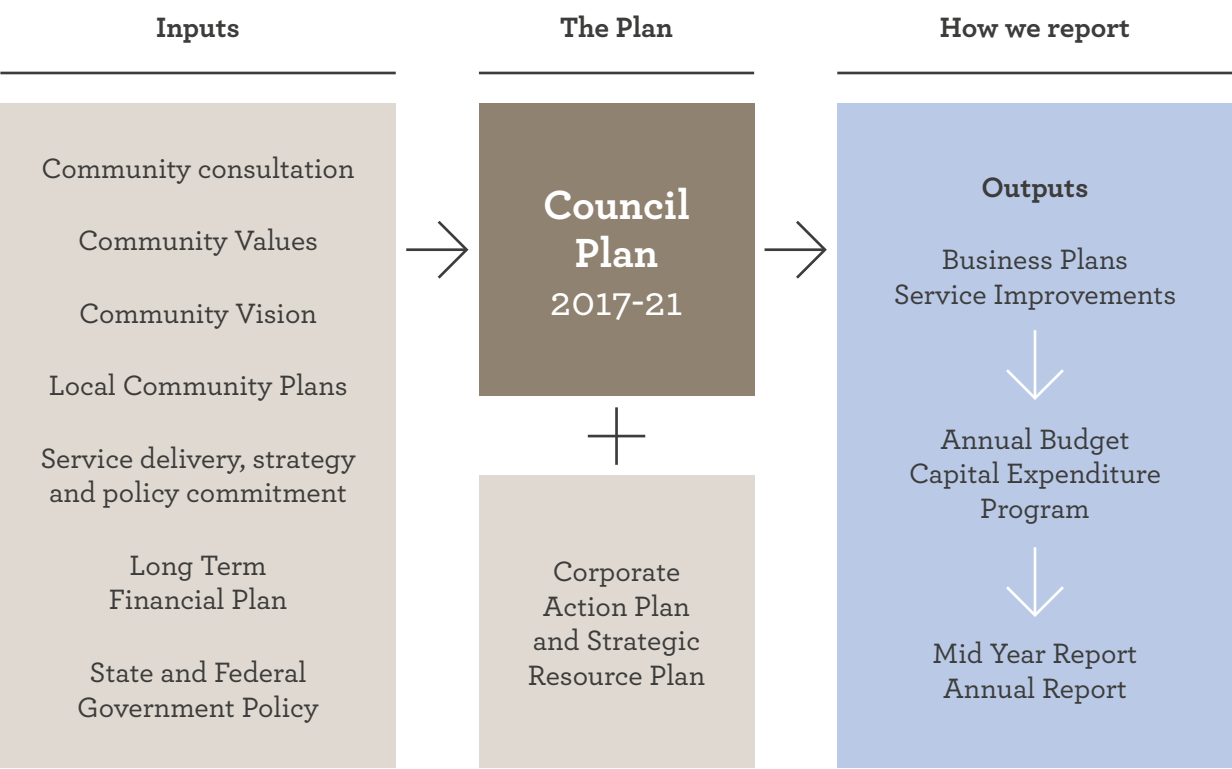 Inputs
Community consultation
Community Values
Community Vision
Local Community Plans
Service delivery, strategy
and policy commitment
Long Term
Financial Plan
State and Federal
Government Policy
The Plan
Council
Plan
2017-21
Corporate
Action Plan
and Strategic
Resource Plan
How we report
Outputs
Business Plans
Service Improvements
Annual Budget
Capital Expenditure
Program
Mid Year Report
Annual Report